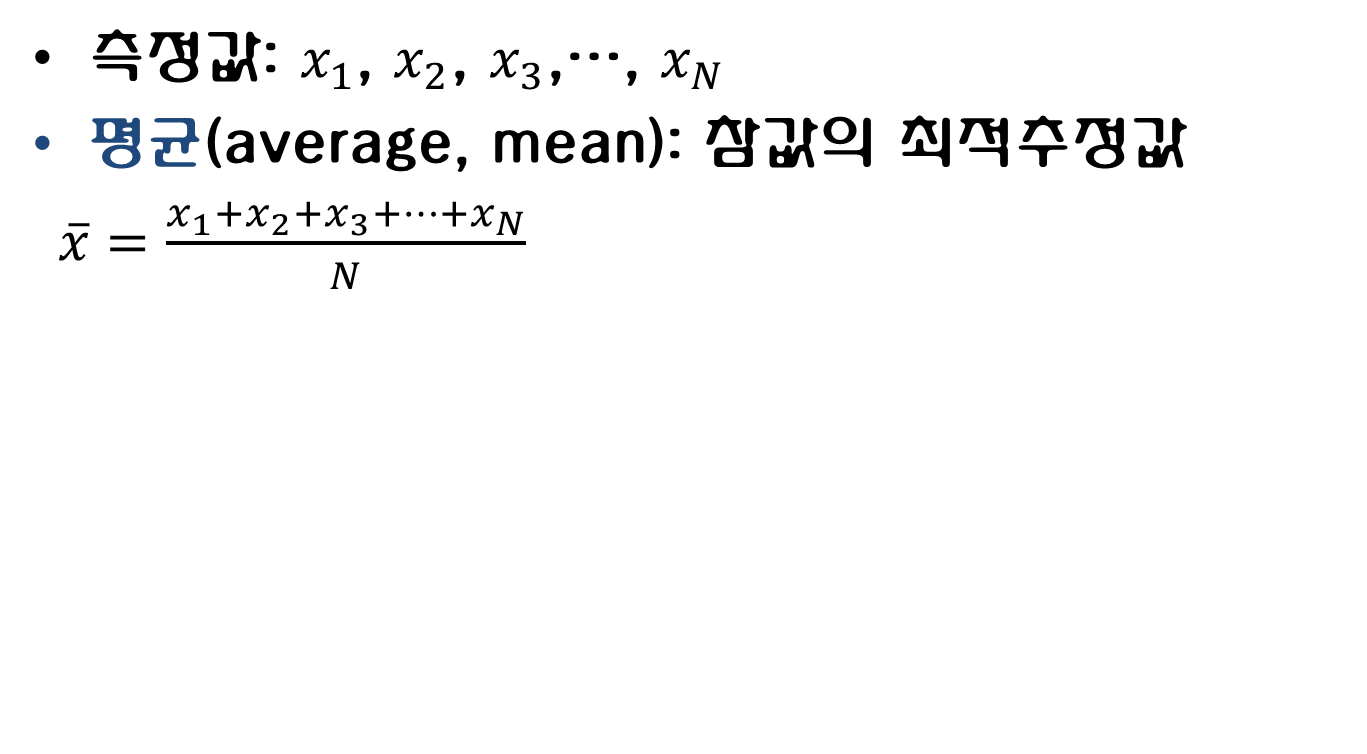 • 측정값: x₁, x₂, x₃,⋯, x_N
• 평균(average, mean):참값의 최적추정값
x̄ = (x₁+x₂+x₃+⋯+x_N)/N